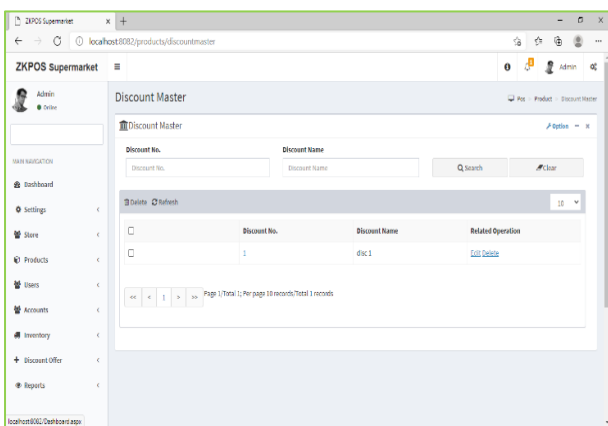 ZKPOS Supermarket
localhost:8082/products/discountmaster
ZKPOS Supermarket
Admin
Admin
Online
Discount Master
Pos - Product - Discount Master
Discount Master
Option
Discount No.
Discount Name
Discount No.
Discount Name
Search
Clear
MAIN NAVIGATION
Dashboard
Settings
Store
Products
Users
Accounts
Inventory
Discount Offer
Reports
Delete Refresh
10
Discount No.
Discount Name
Related Operation
1
disc 1
Edit Delete
<< < 1 > >> Page 1/Total 1; Per page 10 records/Total 1 records
localhost:8082/Dashboard.aspx